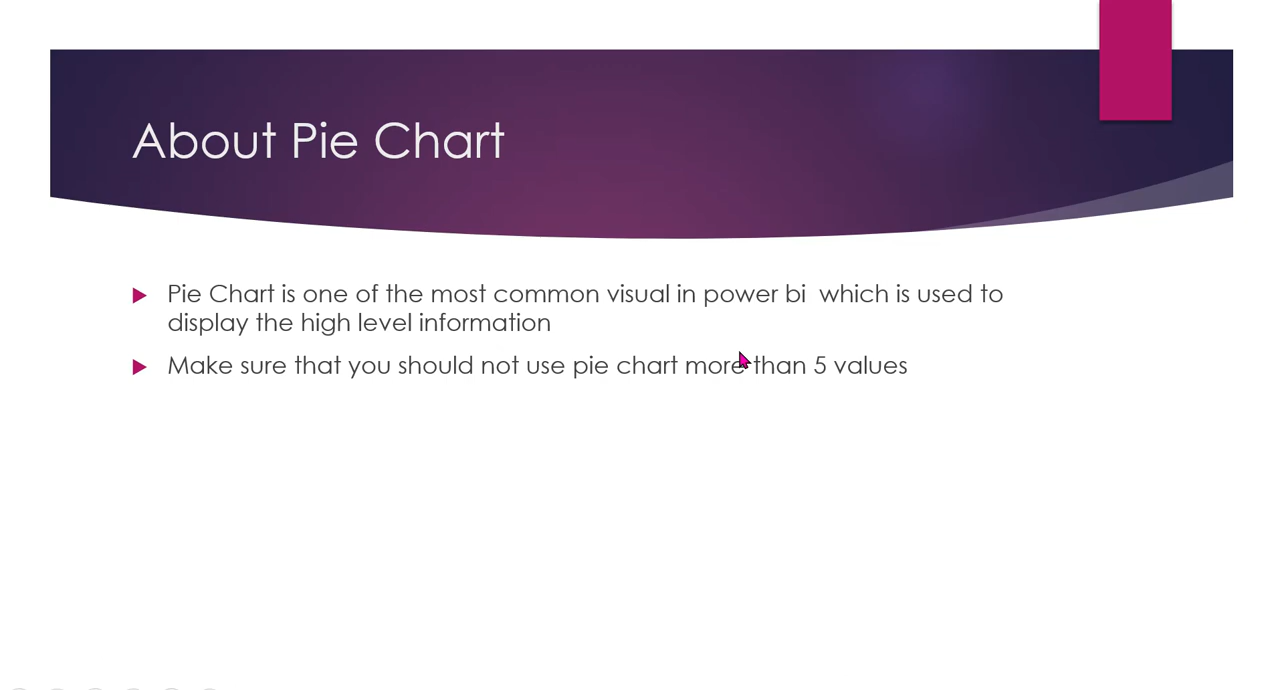 About Pie Chart
Pie Chart is one of the most common visual in power bi  which is used to
display the high level information
Make sure that you should not use pie chart more than 5 values